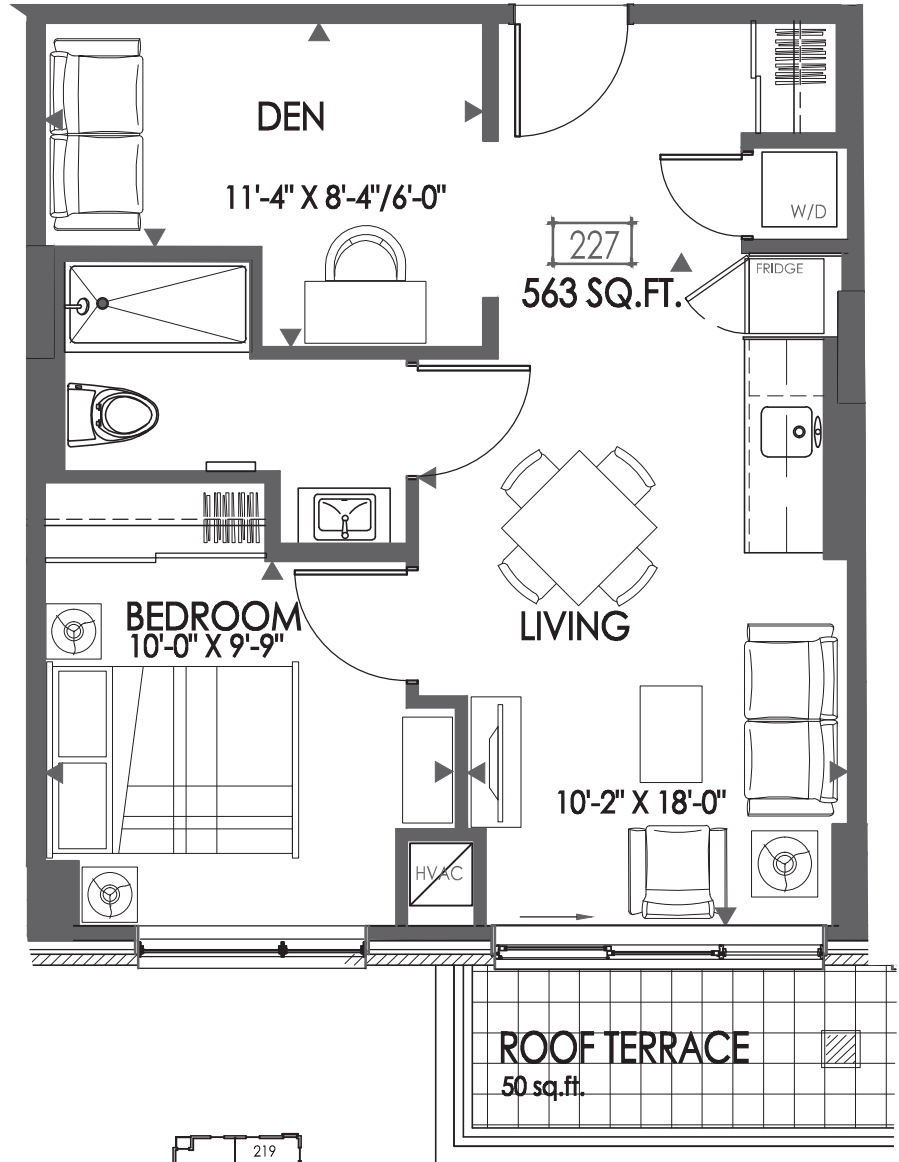 DEN
11'-4" X 8'-4"/6'-0"
W/D
227
563 SQ.FT.
FRIDGE
BEDROOM
10'-0" X 9'-9"
LIVING
10'-2" X 18'-0"
HVAC
ROOF TERRACE
50 sq.ft.
219